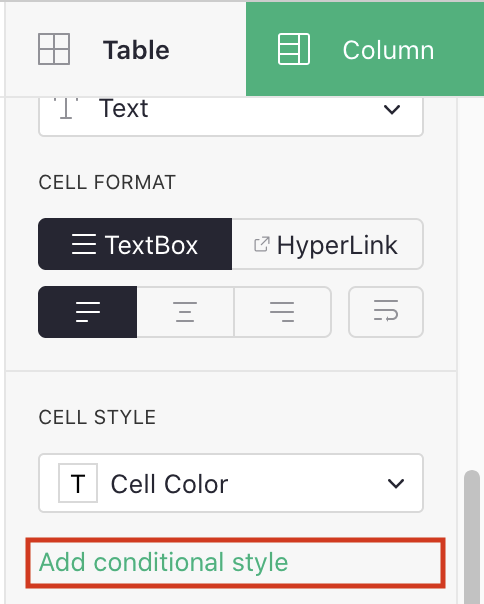 Table
Column
Text
CELL FORMAT
TextBox
HyperLink
CELL STYLE
T Cell Color
Add conditional style